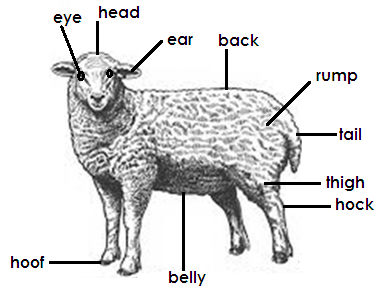 head
eye
ear
back
rump
tail
thigh
hock
hoof
belly